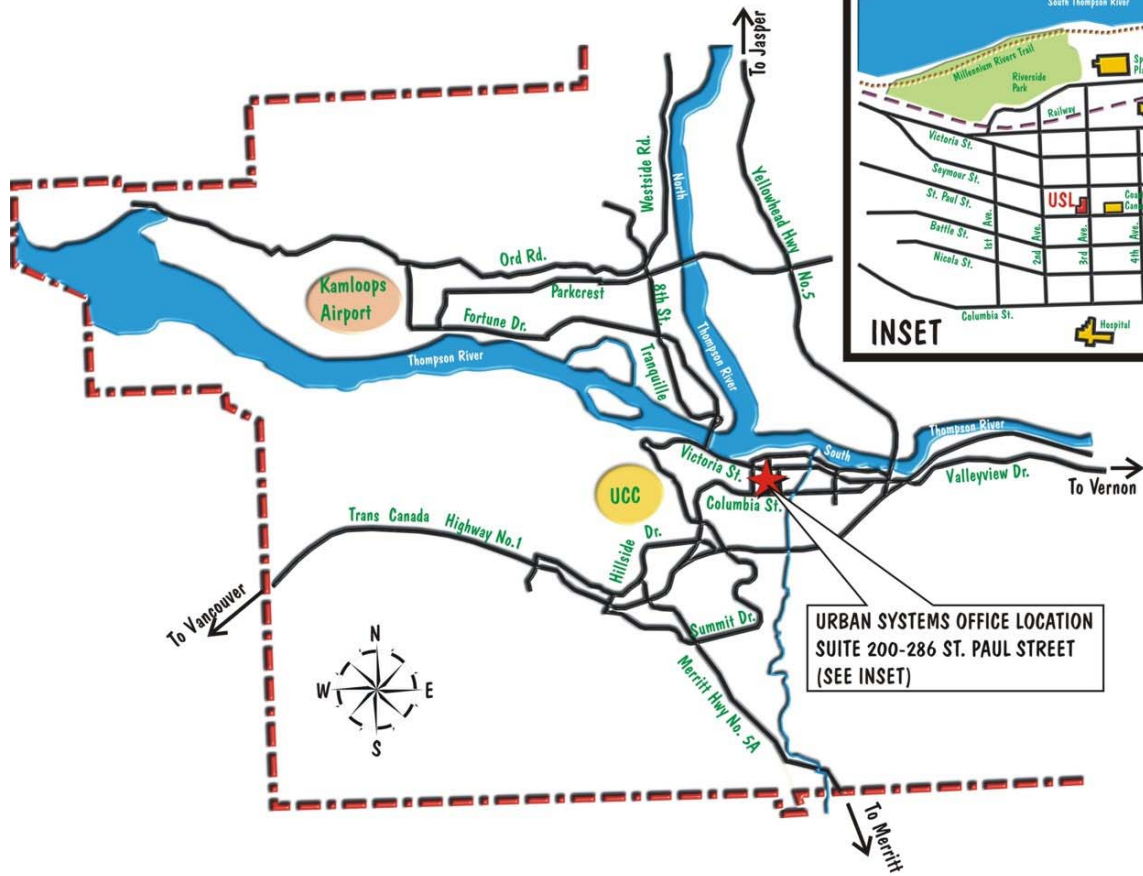 To Jasper
South Thompson River
Millennium Rivers Trail
Riverside
Park
Railway
Victoria St.
Seymour St.
St. Paul St.
Battle St.
Nicola St.
Columbia St.
1st Ave.
2nd Ave.
3rd Ave.
4th Ave.
USL
Hospital
INSET
Westside Rd.
North
Thompson River
Yellowhead Hwy No.5
Ord Rd.
Kamloops
Airport
Parkcrest
8th St.
Fortune Dr.
Tranquille
Thompson River
Victoria St.
South
Thompson River
Valleyview Dr.
To Vernon
UCC
Columbia St.
Trans Canada Highway No.1
Hillside Dr.
To Vancouver
Summit Dr.
Merritt Hwy No. 5A
URBAN SYSTEMS OFFICE LOCATION
SUITE 200-286 ST. PAUL STREET
(SEE INSET)
N
W
E
S
To Merritt